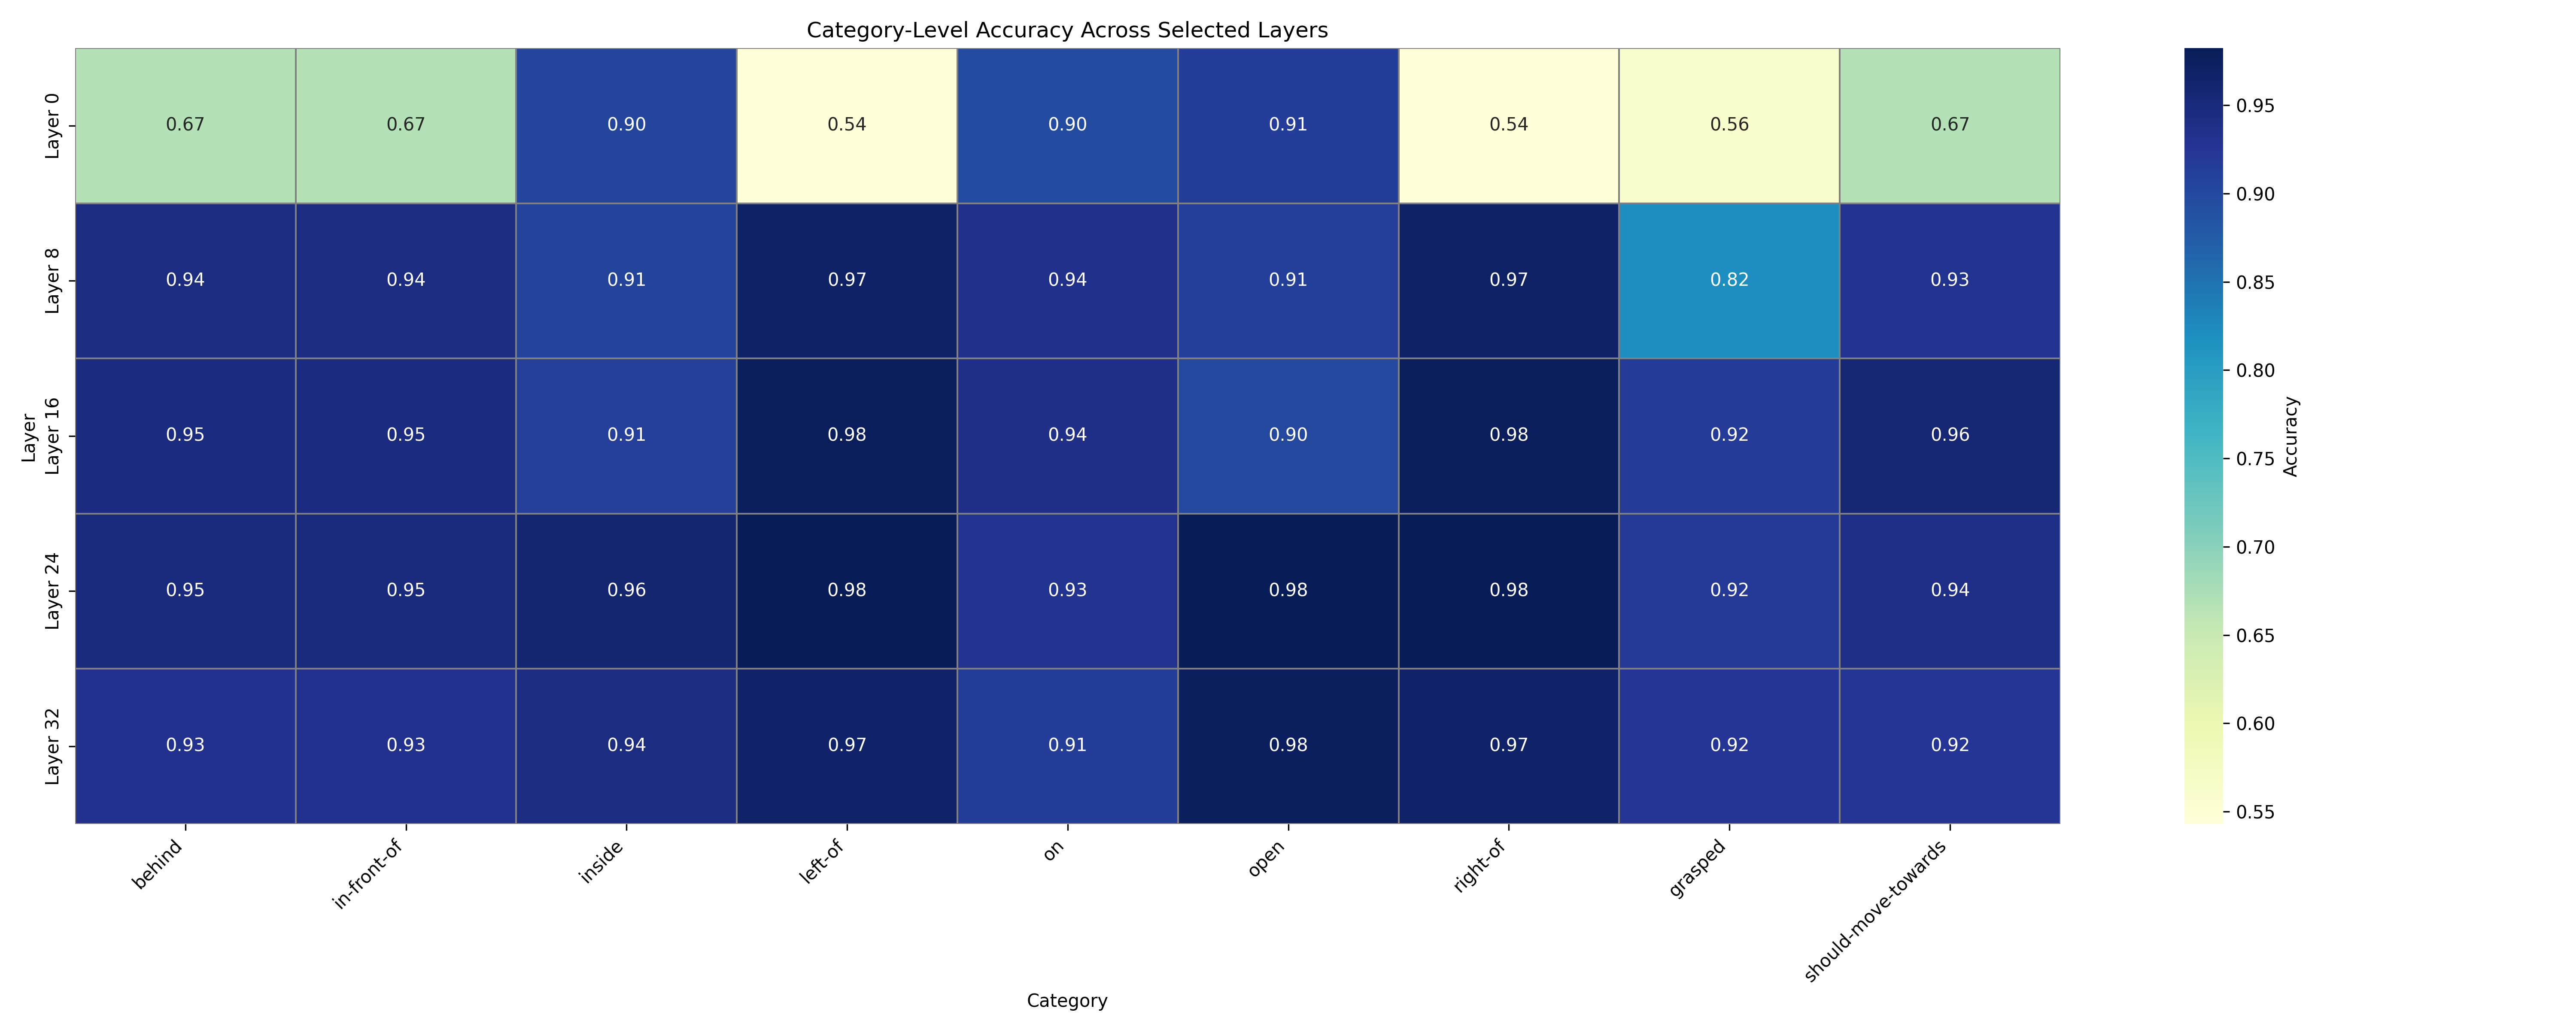 Category-Level Accuracy Across Selected Layers
Layer
Layer 0
0.67 0.67 0.90 0.54 0.90 0.91 0.54 0.56 0.67
Layer 8
0.94 0.94 0.91 0.97 0.94 0.91 0.97 0.82 0.93
Layer 16
0.95 0.95 0.91 0.98 0.94 0.90 0.98 0.92 0.96
Layer 24
0.95 0.95 0.96 0.98 0.93 0.98 0.98 0.92 0.94
Layer 32
0.93 0.93 0.94 0.97 0.91 0.98 0.97 0.92 0.92
behind
in-front-of
inside
left-of
on
open
right-of
grasped
should-move-towards
Category
0.95
0.90
0.85
0.80
0.75
0.70
0.65
0.60
0.55
Accuracy